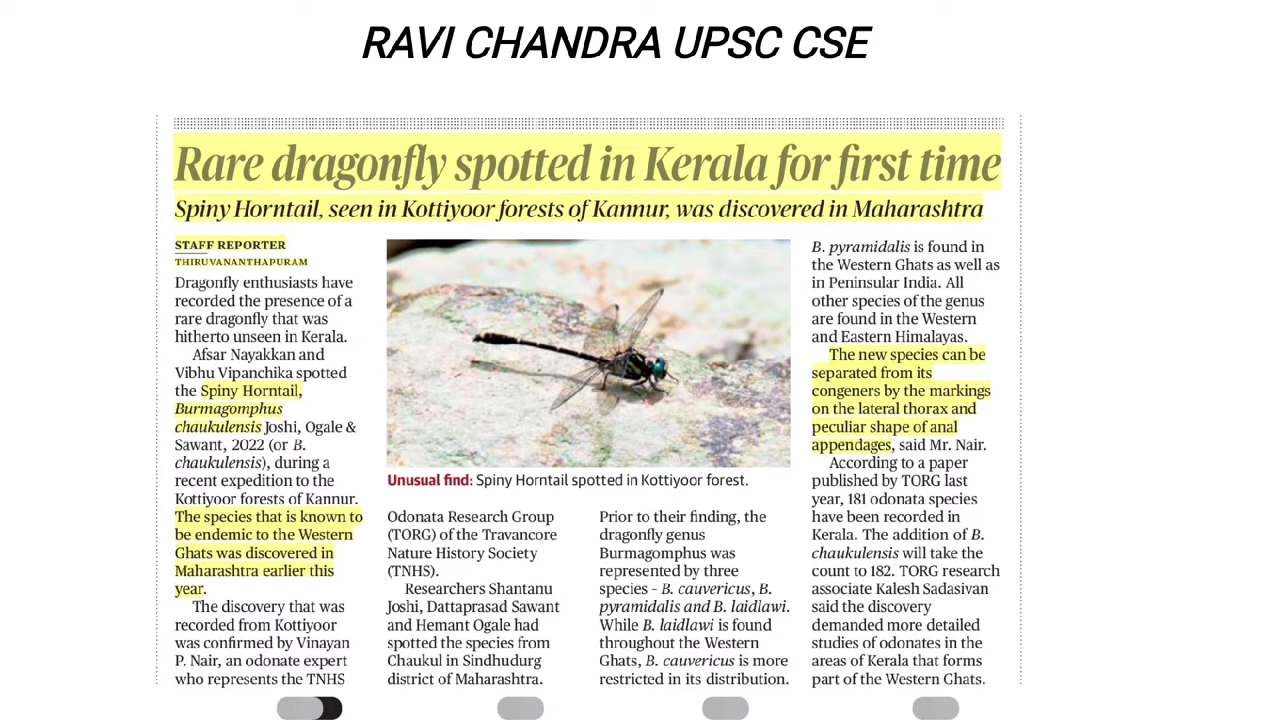 RAVI CHANDRA UPSC CSE
Rare dragonfly spotted in Kerala for first time
Spiny Horntail, seen in Kottiyoor forests of Kannur, was discovered in Maharashtra
STAFF REPORTER
THIRUVANANTHAPURAM
Dragonfly enthusiasts have
recorded the presence of a
rare dragonfly that was
hitherto unseen in Kerala.
Afsar Nayakkan and
Vibhu Vipanchika spotted
the Spiny Horntail,
Burmagomphus
chaukulensis Joshi, Ogale &
Sawant, 2022 (or B.
chaukulensis), during a
recent expedition to the
Kottiyoor forests of Kannur.
The species that is known to
be endemic to the Western
Ghats was discovered in
Maharashtra earlier this
year.
The discovery that was
recorded from Kottiyoor
was confirmed by Vinayan
P. Nair, an odonate expert
who represents the TNHS
Unusual find: Spiny Horntail spotted in Kottiyoor forest.
Odonata Research Group
(TORG) of the Travancore
Nature History Society
(TNHS).
Researchers Shantanu
Joshi, Dattaprasad Sawant
and Hemant Ogale had
spotted the species from
Chaukul in Sindhudurg
district of Maharashtra.
Prior to their finding, the
dragonfly genus
Burmagomphus was
represented by three
species - B. cauvericus, B.
pyramidalis and B. laidlawi.
While B. laidlawi is found
throughout the Western
Ghats, B. cauvericus is more
restricted in its distribution.
B. pyramidalis is found in
the Western Ghats as well as
in Peninsular India. All
other species of the genus
are found in the Western
and Eastern Himalayas.
The new species can be
separated from its
congeners by the markings
on the lateral thorax and
peculiar shape of anal
appendages, said Mr. Nair.
According to a paper
published by TORG last
year, 181 odonata species
have been recorded in
Kerala. The addition of B.
chaukulensis will take the
count to 182. TORG research
associate Kalesh Sadasivan
said the discovery
demanded more detailed
studies of odonates in the
areas of Kerala that forms
part of the Western Ghats.